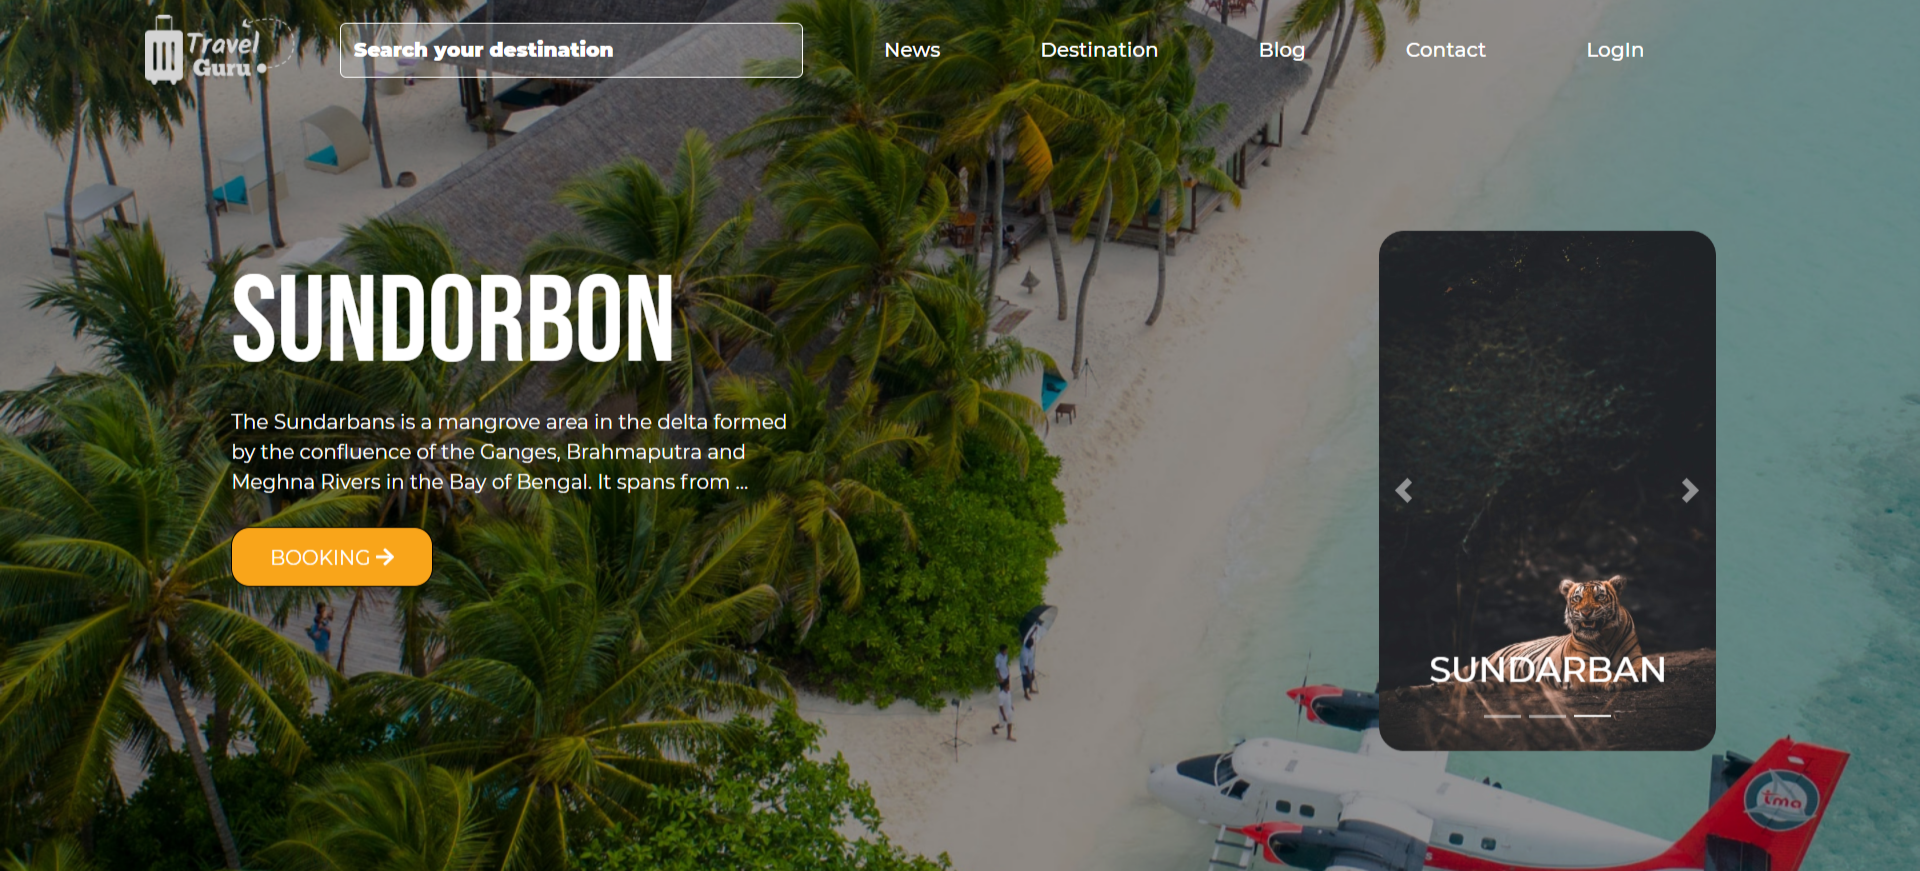 Travel
Guru
Search your destination
News
Destination
Blog
Contact
LogIn
SUNDORBON
The Sundarbans is a mangrove area in the delta formed
by the confluence of the Ganges, Brahmaputra and
Meghna Rivers in the Bay of Bengal. It spans from ...
BOOKING
SUNDARBAN
tma